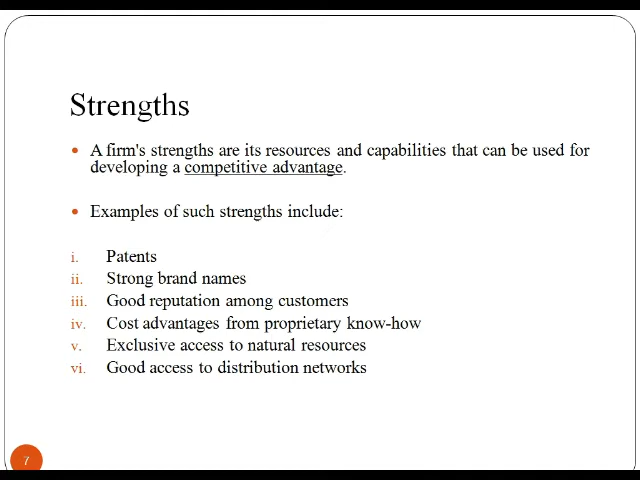 Strengths
• A firm's strengths are its resources and capabilities that can be used for
developing a competitive advantage.
• Examples of such strengths include:
i. Patents
ii. Strong brand names
iii. Good reputation among customers
iv. Cost advantages from proprietary know-how
v. Exclusive access to natural resources
vi. Good access to distribution networks
7